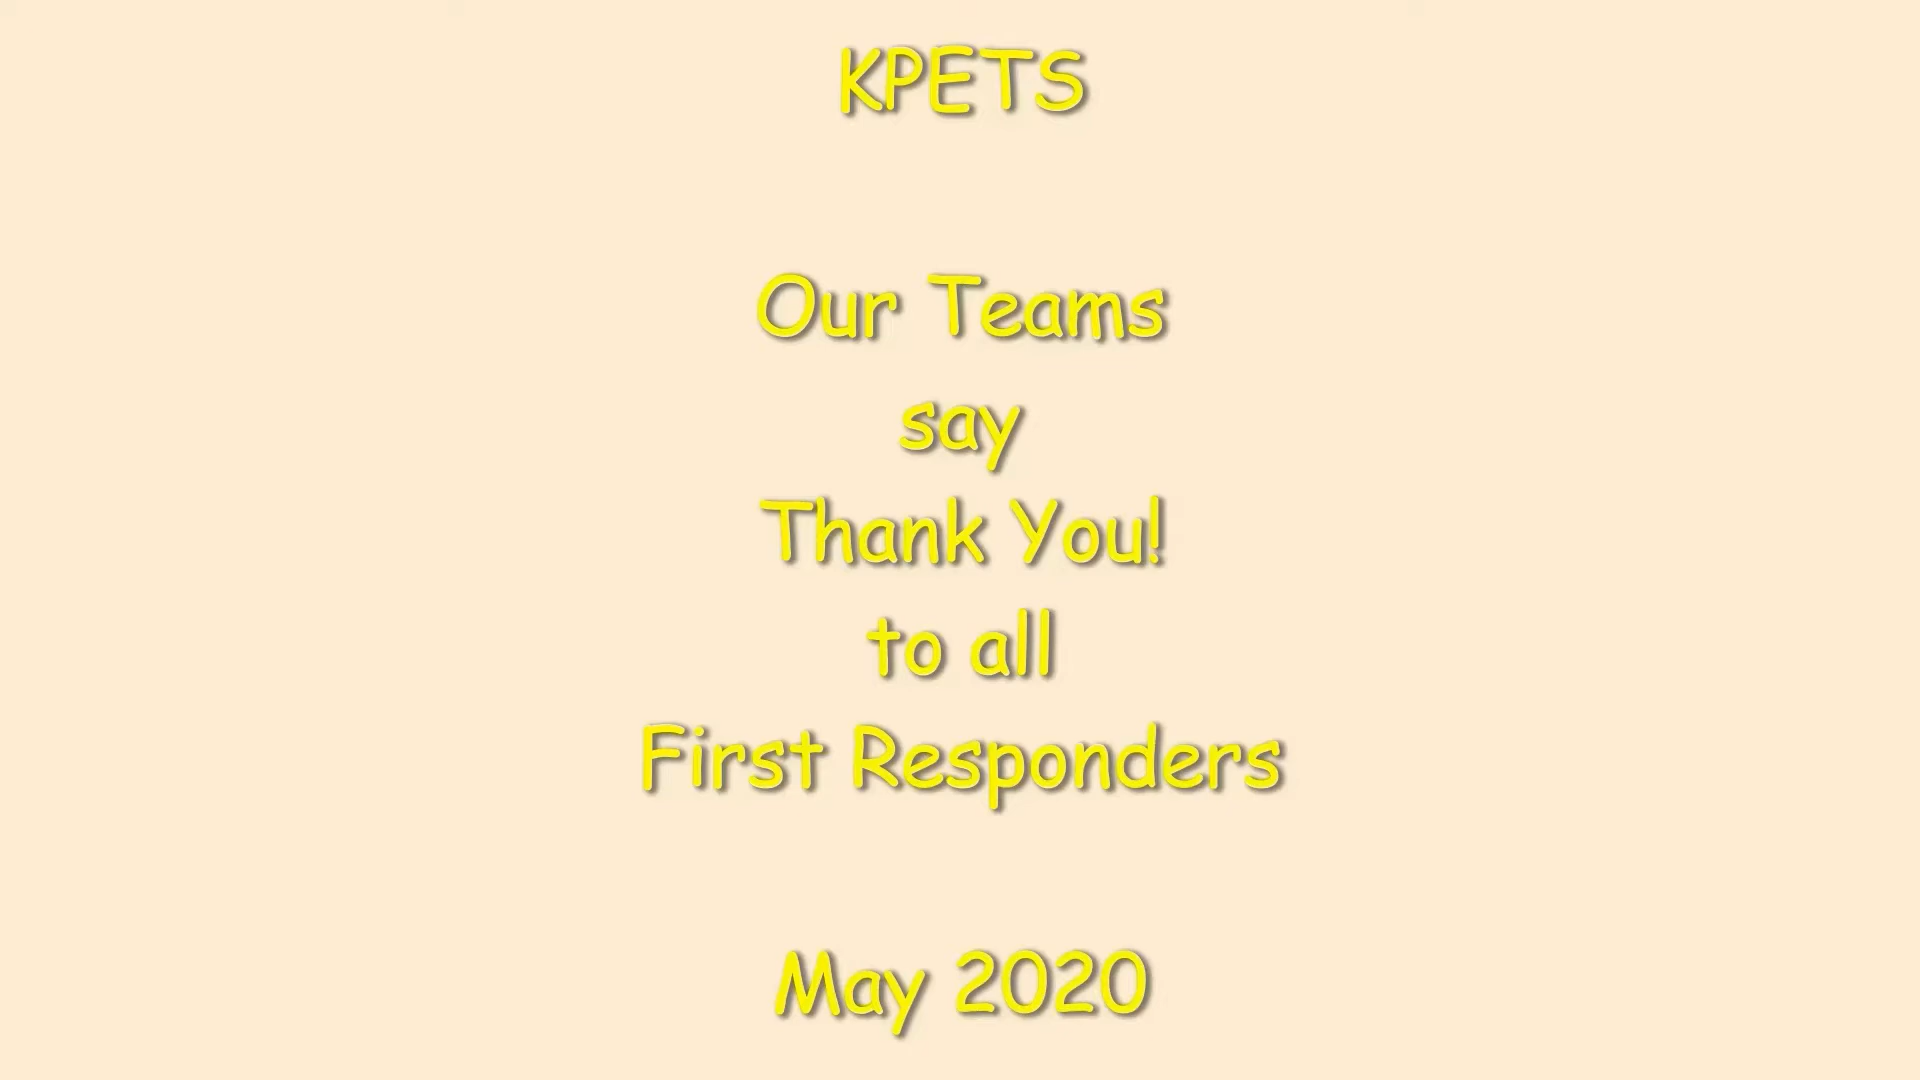 KPETS
Our Teams
say
Thank You!
to all
First Responders
May 2020